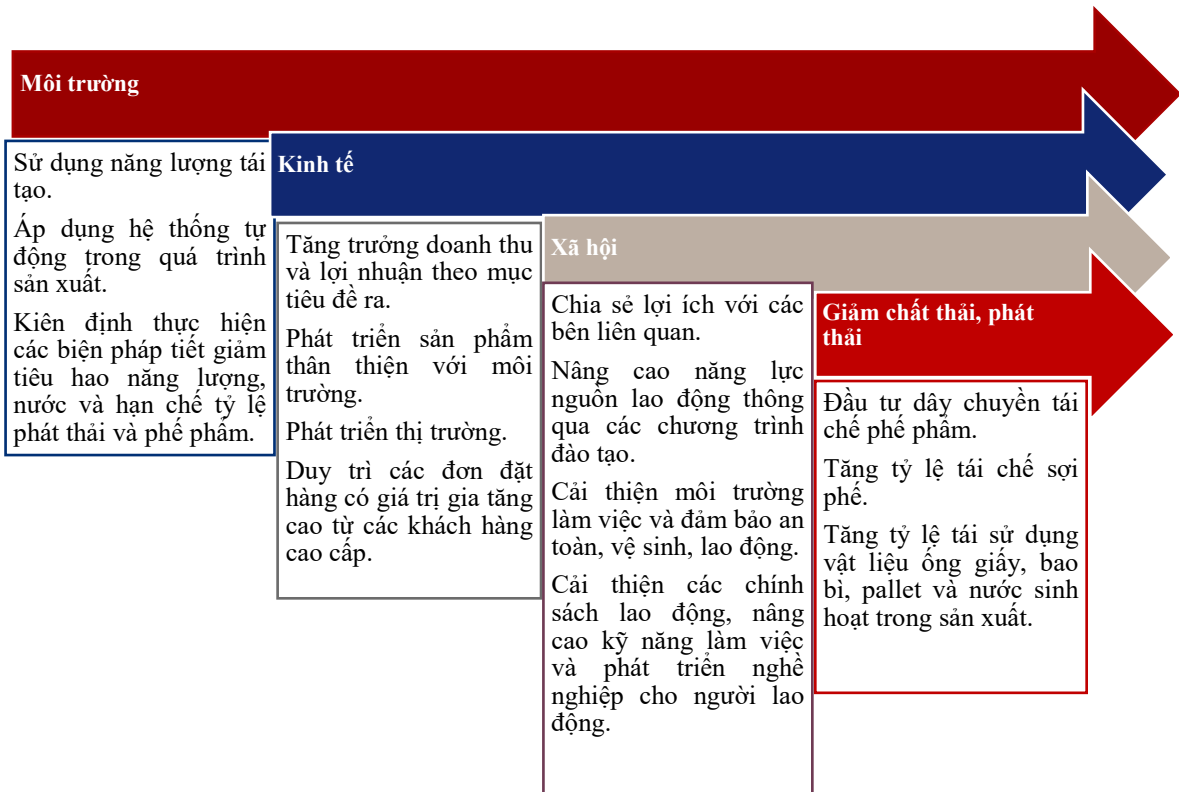 Môi trường
Sử dụng năng lượng tái
tạo.
Áp dụng hệ thống tự
động trong quá trình
sản xuất.
Kiên định thực hiện
các biện pháp tiết giảm
tiêu hao năng lượng,
nước và hạn chế tỷ lệ
phát thải và phế phẩm.
Kinh tế
Tăng trưởng doanh thu
và lợi nhuận theo mục
tiêu đề ra.
Phát triển sản phẩm
thân thiện với môi
trường.
Phát triển thị trường.
Duy trì các đơn đặt
hàng có giá trị gia tăng
cao từ các khách hàng
cao cấp.
Xã hội
Chia sẻ lợi ích với các
bên liên quan.
Nâng cao năng lực
nguồn lao động thông
qua các chương trình
đào tạo.
Cải thiện môi trường
làm việc và đảm bảo an
toàn, vệ sinh, lao động.
Cải thiện các chính
sách lao động, nâng
cao kỹ năng làm việc
và phát triển nghề
nghiệp cho người lao
động.
Giảm chất thải, phát
thải
Đầu tư dây chuyền tái
chế phế phẩm.
Tăng tỷ lệ tái chế sợi
phế.
Tăng tỷ lệ tái sử dụng
vật liệu ống giấy, bao
bì, pallet và nước sinh
hoạt trong sản xuất.